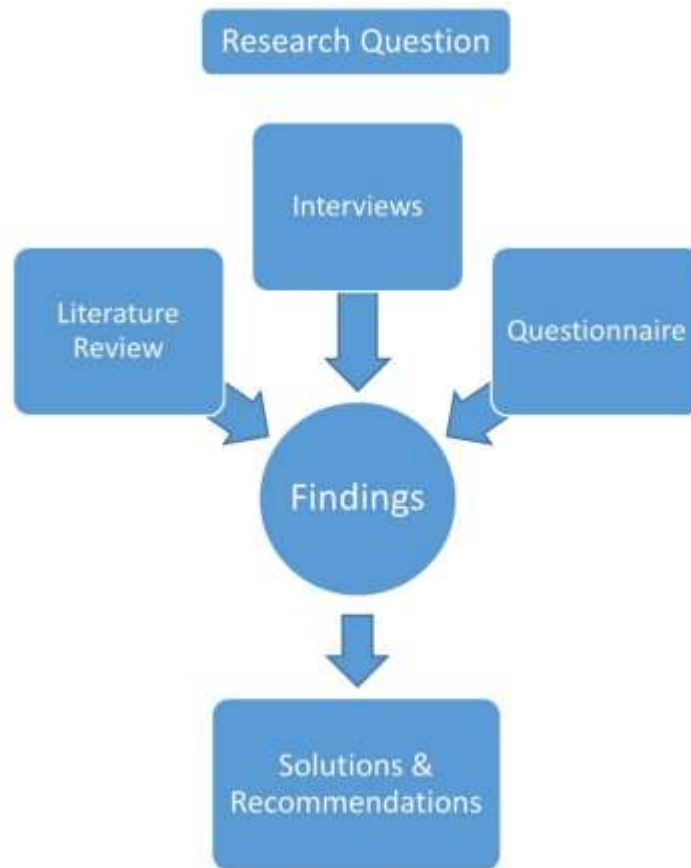 Research Question
Interviews
Literature
Review
Questionnaire
Findings
Solutions &
Recommendations